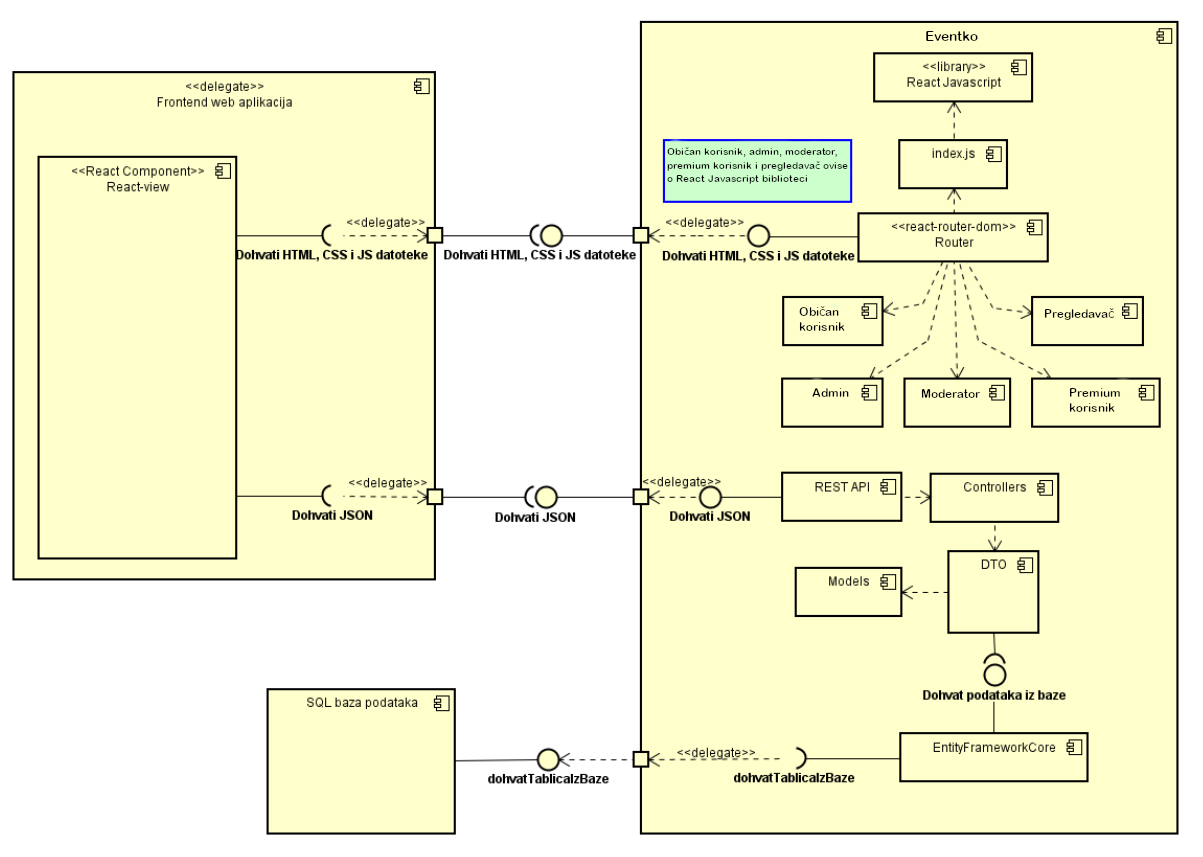 Eventko
<<library>>
React Javascript
index.js
Običan korisnik, admin, moderator,
premium korisnik i pregledavač ovise
o React Javascript biblioteci
<<delegate>>
Frontend web aplikacija
<<React Component>>
React-view
<<delegate>>
Dohvati HTML, CSS i JS datoteke
Dohvati HTML, CSS i JS datoteke
<<delegate>>
Dohvati HTML, CSS i JS datoteke
<<react-router-dom>>
Router
Običan
korisnik
Pregledavač
Admin
Moderator
Premium
korisnik
<<delegate>>
Dohvati JSON
Dohvati JSON
<<delegate>>
Dohvati JSON
REST API
Controllers
DTO
Models
Dohvat podataka iz baze
SQL baza podataka
dohvatTablicaIzBaze
<<delegate>>
dohvatTablicaIzBaze
EntityFrameworkCore